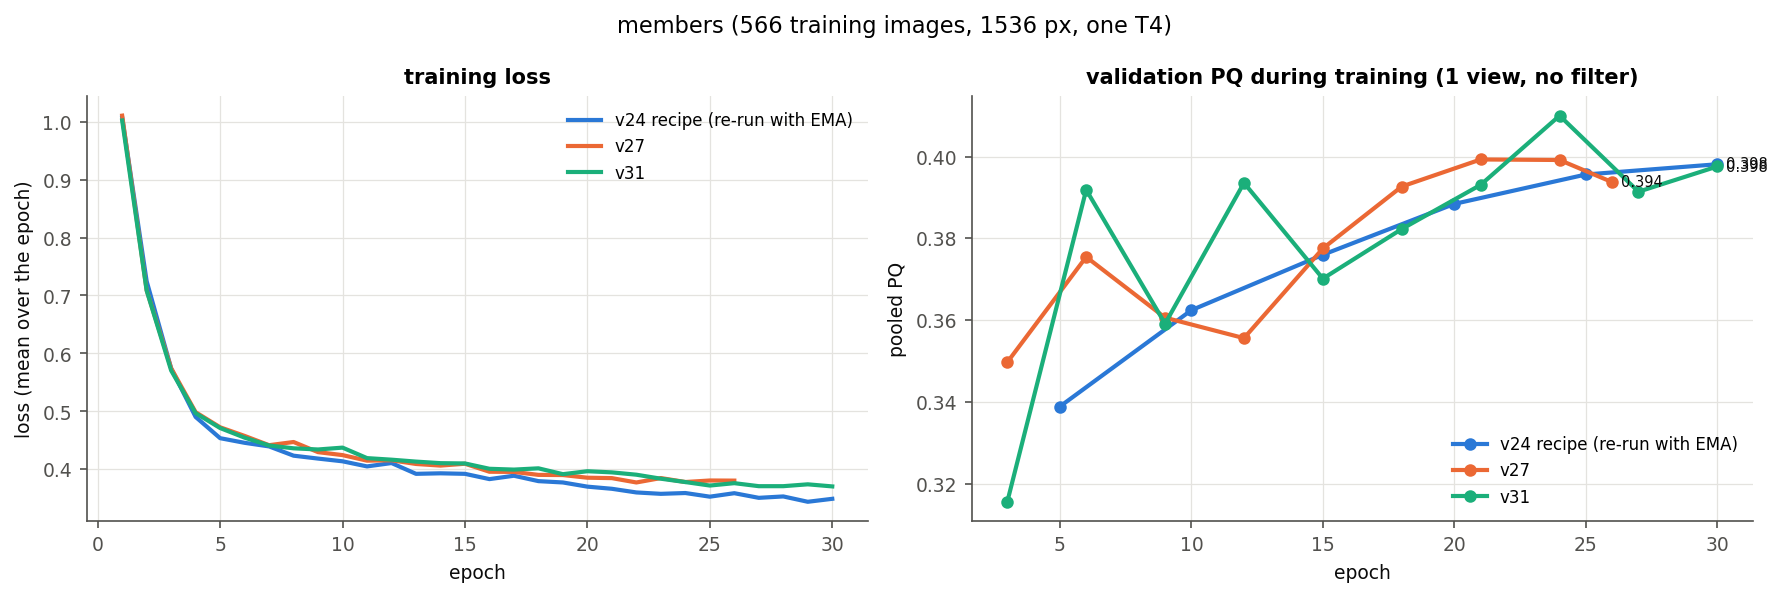 members (566 training images, 1536 px, one T4)
training loss
loss (mean over the epoch)
1.0
0.9
0.8
0.7
0.6
0.5
0.4
v24 recipe (re-run with EMA)
v27
v31
0
5
10
15
20
25
30
epoch
validation PQ during training (1 view, no filter)
pooled PQ
0.40
0.38
0.36
0.34
0.32
0.398
0.398
0.394
v24 recipe (re-run with EMA)
v27
v31
5
10
15
20
25
30
epoch